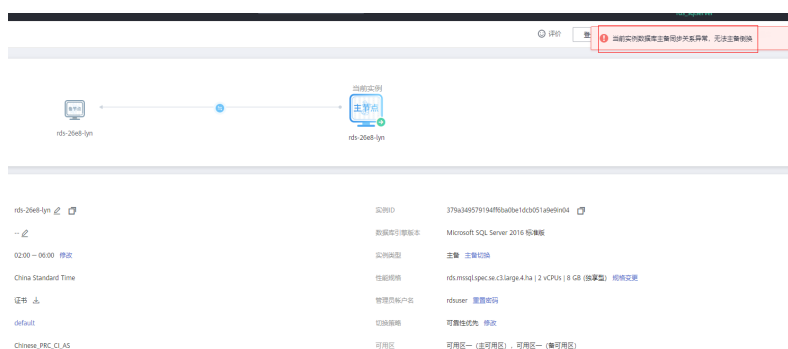 rds_sqlserver
评价
登
当前实例数据库主备同步关系异常，无法主备倒换
当前实例
备节点
主节点
rds-26e8-lyn
rds-26e8-lyn
rds-26e8-lyn
实例ID
379a349579194ff6ba0be1dcb051a9e9in04
--
数据库引擎版本
Microsoft SQL Server 2016 标准版
02:00 – 06:00 修改
实例类型
主备 主备切换
China Standard Time
性能规格
rds.mssql.spec.se.c3.large.4.ha | 2 vCPUs | 8 GB (独享型) 规格变更
证书
管理员帐户名
rdsuser 重置密码
default
切换策略
可靠性优先 修改
Chinese_PRC_CI_AS
可用区
可用区一 (主可用区) , 可用区一 (备可用区)